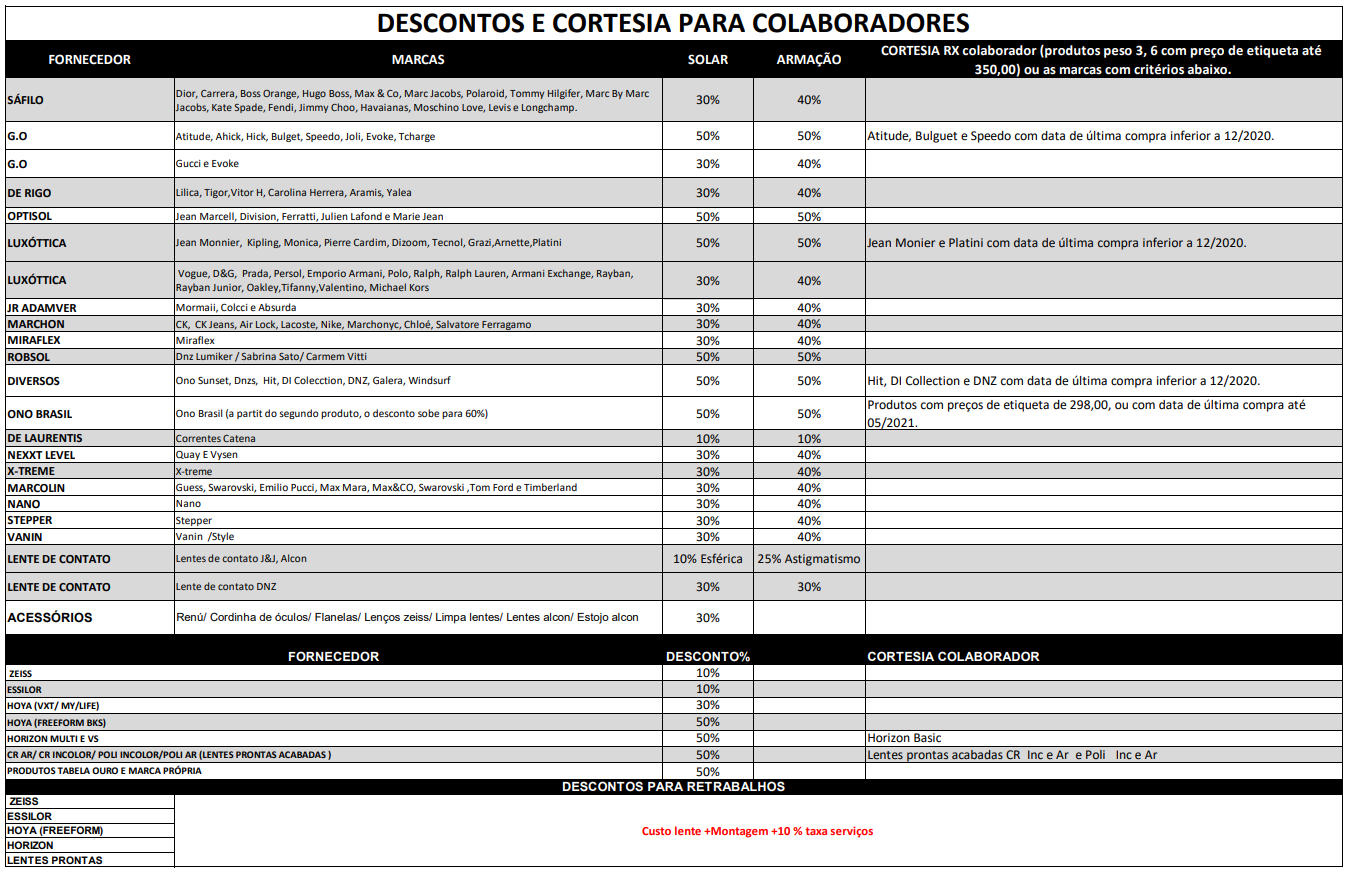 DESCONTOS E CORTESIA PARA COLABORADORES
FORNECEDOR MARCAS SOLAR ARMAÇÃO CORTESIA RX colaborador (produtos peso 3, 6 com preço de etiqueta até
350,00) ou as marcas com critérios abaixo.
SÁFILO Dior, Carrera, Boss Orange, Hugo Boss, Max & Co, Marc Jacobs, Polaroid, Tommy Hilgifer, Marc By Marc
Jacobs, Kate Spade, Fendi, Jimmy Choo, Havaianas, Moschino Love, Levis e Longchamp. 30% 40%
G.O Atitude, Ahick, Hick, Bulget, Speedo, Joli, Evoke, Tcharge 50% 50% Atitude, Bulguet e Speedo com data de última compra inferior a 12/2020.
G.O Gucci e Evoke 30% 40%
DE RIGO Lilica, Tigor,Vitor H, Carolina Herrera, Aramis, Yalea 30% 40%
OPTISOL Jean Marcell, Division, Ferratti, Julien Lafond e Marie Jean 50% 50%
LUXÓTTICA Jean Monnier, Kipling, Monica, Pierre Cardim, Dizoom, Tecnol, Grazi,Arnette,Platini 50% 50% Jean Monier e Platini com data de última compra inferior a 12/2020.
LUXÓTTICA Vogue, D&G, Prada, Persol, Emporio Armani, Polo, Ralph, Ralph Lauren, Armani Exchange, Rayban,
Rayban Junior, Oakley,Tifanny,Valentino, Michael Kors 30% 40%
JR ADAMVER Mormaii, Colcci e Absurda 30% 40%
MARCHON CK, CK Jeans, Air Lock, Lacoste, Nike, Marchonyc, Chloé, Salvatore Ferragamo 30% 40%
MIRAFLEX Miraflex 30% 40%
ROBSOL Dnz Lumiker / Sabrina Sato/ Carmem Vitti 50% 50%
DIVERSOS Ono Sunset, Dnzs, Hit, DI Colecction, DNZ, Galera, Windsurf 50% 50% Hit, DI Collection e DNZ com data de última compra inferior a 12/2020.
ONO BRASIL Ono Brasil (a partit do segundo produto, o desconto sobe para 60%) 50% 50% Produtos com preços de etiqueta de 298,00, ou com data de última compra até
05/2021.
DE LAURENTIS Correntes Catena 10% 10%
NEXXT LEVEL Quay E Vysen 30% 40%
X-TREME X-treme 30% 40%
MARCOLIN Guess, Swarovski, Emilio Pucci, Max Mara, Max&CO, Swarovski ,Tom Ford e Timberland 30% 40%
NANO Nano 30% 40%
STEPPER Stepper 30% 40%
VANIN Vanin /Style 30% 40%
LENTE DE CONTATO Lentes de contato J&J, Alcon 10% Esférica 25% Astigmatismo
LENTE DE CONTATO Lente de contato DNZ 30% 30%
ACESSÓRIOS Renú/ Cordinha de óculos/ Flanelas/ Lenços zeiss/ Limpa lentes/ Lentes alcon/ Estojo alcon 30%
FORNECEDOR DESCONTO% CORTESIA COLABORADOR
ZEISS 10%
ESSILOR 10%
HOYA (VXT/ MY/LIFE) 30%
HOYA (FREEFORM BKS) 50%
HORIZON MULTI E VS 50% Horizon Basic
CR AR/ CR INCOLOR/ POLI INCOLOR/POLI AR (LENTES PRONTAS ACABADAS ) 50% Lentes prontas acabadas CR Inc e Ar e Poli Inc e Ar
PRODUTOS TABELA OURO E MARCA PRÓPRIA 50%
DESCONTOS PARA RETRABALHOS
ZEISS
ESSILOR
HOYA (FREEFORM) Custo lente +Montagem +10 % taxa serviços
HORIZON
LENTES PRONTAS